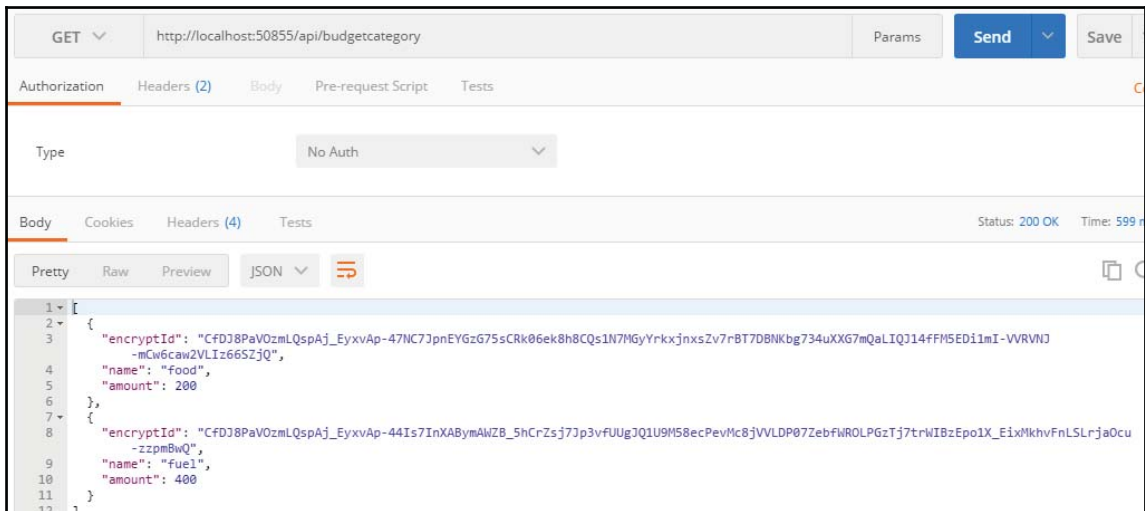 GET http://localhost:50855/api/budgetcategory Params Send Save
Authorization Headers (2) Body Pre-request Script Tests
Type No Auth
Body Cookies Headers (4) Tests Status: 200 OK Time: 599
Pretty Raw Preview JSON
1 [
2 {
3 "encryptId": "CfDJ8PaVOzmLQspAj_EyxvAp-47NC7JpnEYGzG75sCRk06ek8h8CQs1N7MGyYrkxjnxsZv7rBT7DBNKbg734uXXG7mQaLIQJ14fFM5EDi1mI-VVRVNJ
-mCw6caw2VLIz66SZjQ",
4 "name": "food",
5 "amount": 200
6 },
7 {
8 "encryptId": "CfDJ8PaVOzmLQspAj_EyxvAp-44Is7InXABymAWZB_5hCrZsj7Jp3vfUUgJQ1U9M58ecPevMc8jVVLDP07ZebfWROLPGzTj7trWIBzEpo1X_EixMkhvFnLSLrjaOcu
-zzpmBwQ",
9 "name": "fuel",
10 "amount": 400
11 }
12 ]